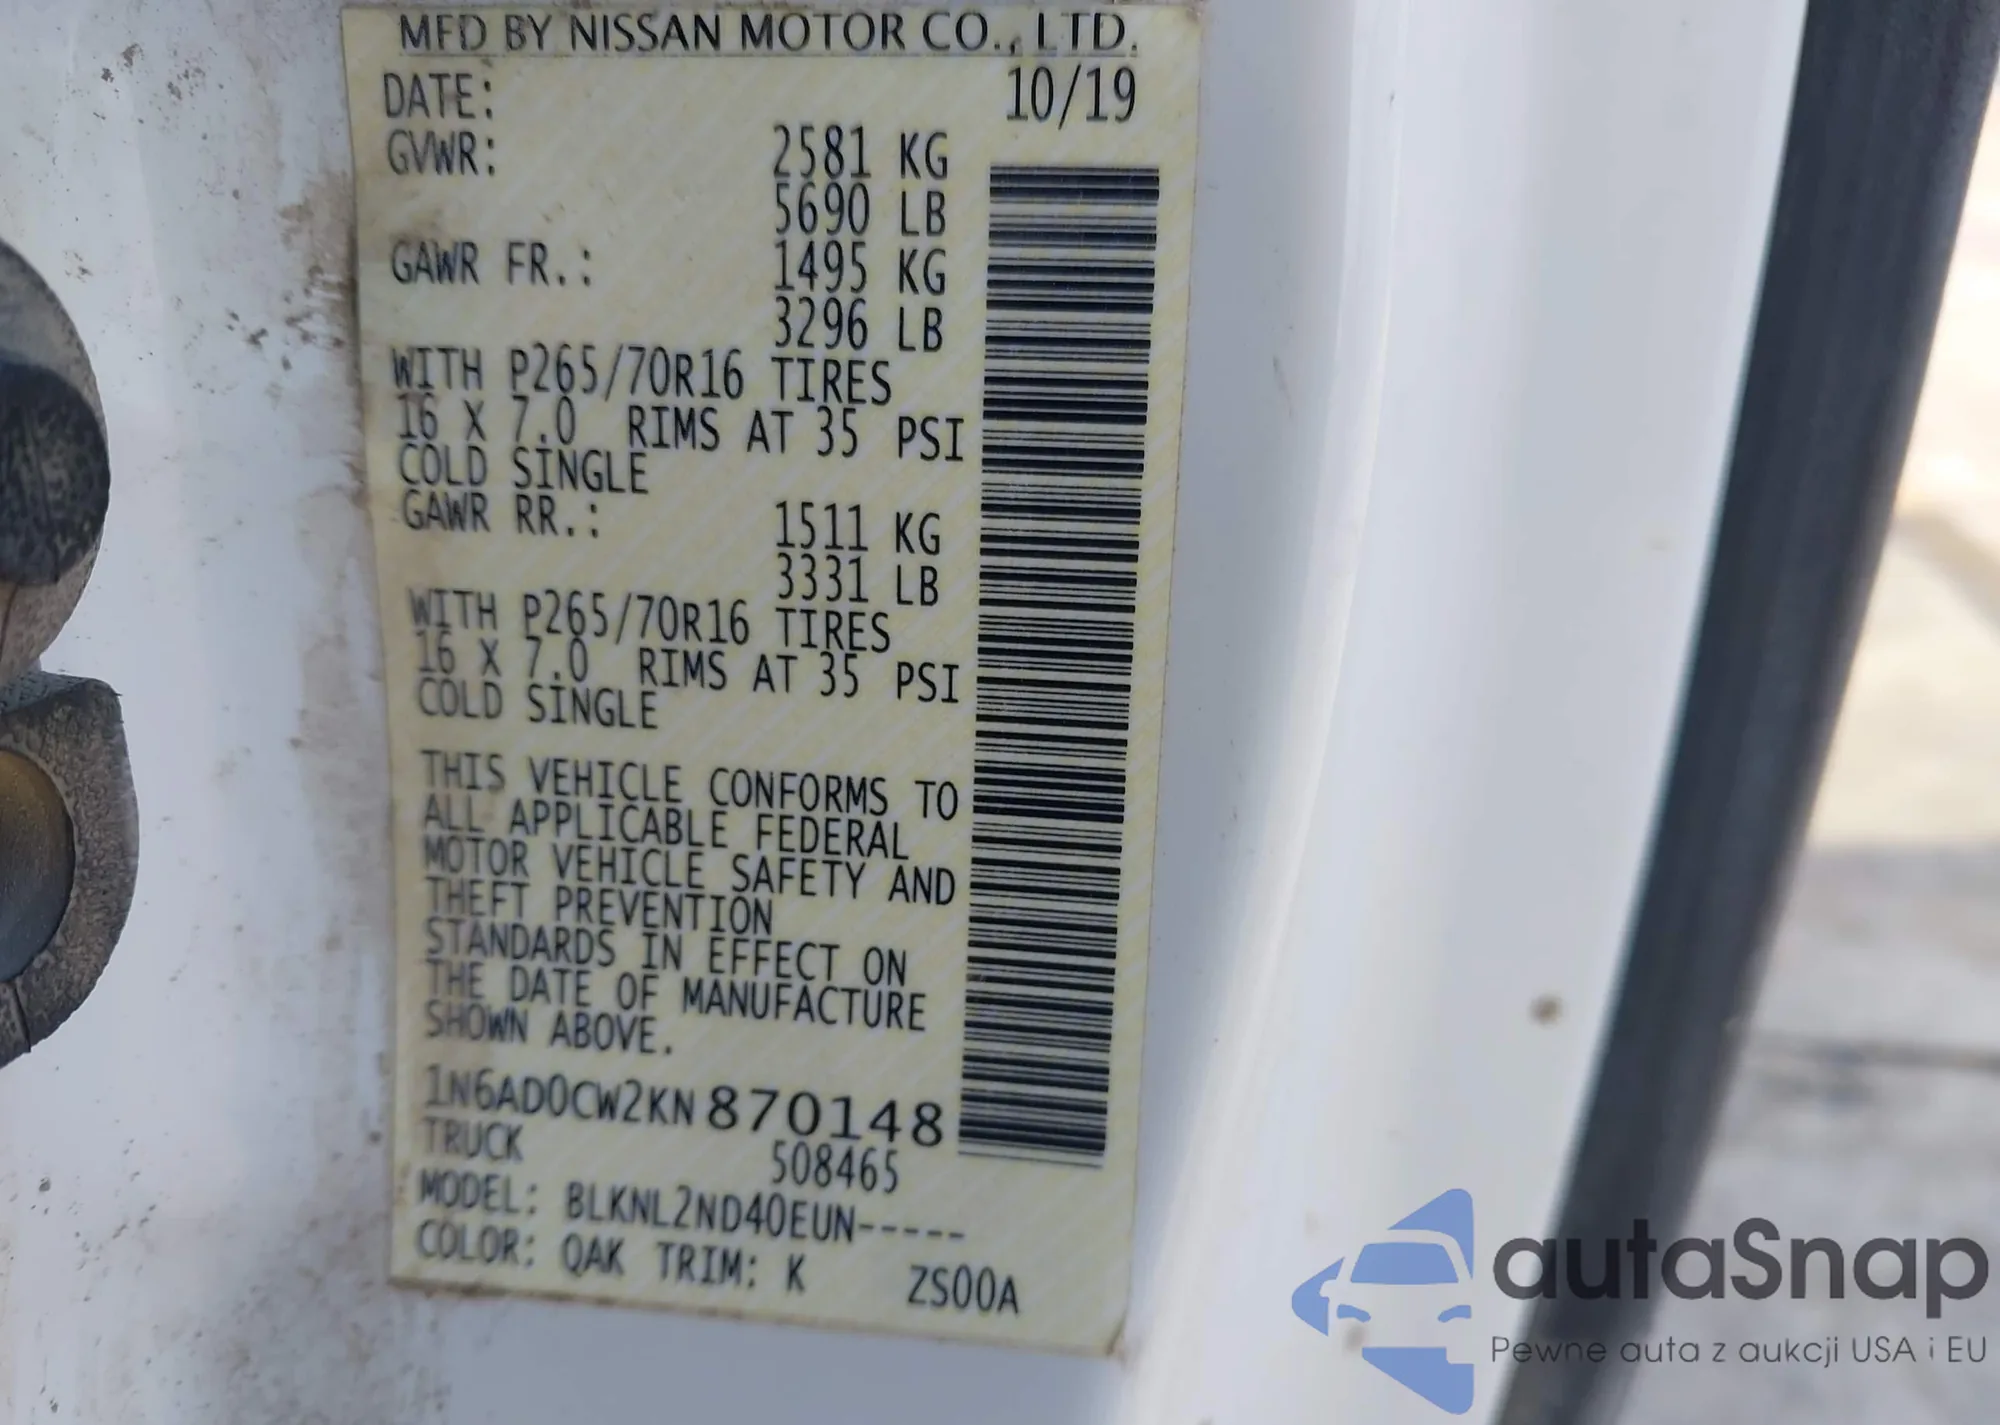 MFD BY NISSAN MOTOR CO., LTD.
DATE: 10/19
GVWR: 2581 KG
5690 LB
GAWR FR.: 1495 KG
3296 LB
WITH P265/70R16 TIRES
16 X 7.0 RIMS AT 35 PSI
COLD SINGLE
GAWR RR.: 1511 KG
3331 LB
WITH P265/70R16 TIRES
16 X 7.0 RIMS AT 35 PSI
COLD SINGLE
THIS VEHICLE CONFORMS TO
ALL APPLICABLE FEDERAL
MOTOR VEHICLE SAFETY AND
THEFT PREVENTION
STANDARDS IN EFFECT ON
THE DATE OF MANUFACTURE
SHOWN ABOVE.
1N6AD0CW2KN870148
TRUCK 508465
MODEL: BLKNL2ND40EUN-----
COLOR: QAK TRIM: K ZS00A
autaSnap
Pewne auta z aukcji USA i EU